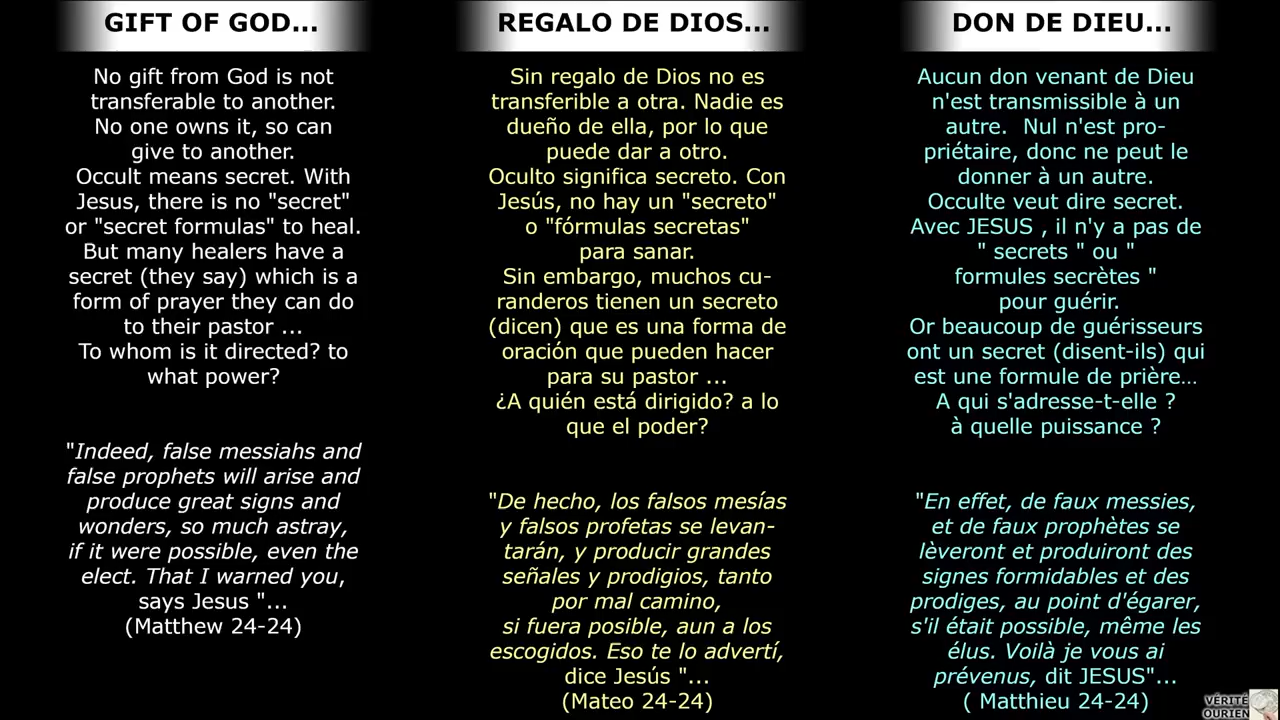 GIFT OF GOD...
No gift from God is not
transferable to another.
No one owns it, so can
give to another.
Occult means secret. With
Jesus, there is no "secret"
or "secret formulas" to heal.
But many healers have a
secret (they say) which is a
form of prayer they can do
to their pastor ...
To whom is it directed? to
what power?
"Indeed, false messiahs and
false prophets will arise and
produce great signs and
wonders, so much astray,
if it were possible, even the
elect. That I warned you,
says Jesus "...
(Matthew 24-24)
REGALO DE DIOS...
Sin regalo de Dios no es
transferible a otra. Nadie es
dueño de ella, por lo que
puede dar a otro.
Oculto significa secreto. Con
Jesús, no hay un "secreto"
o "fórmulas secretas"
para sanar.
Sin embargo, muchos cu-
randeros tienen un secreto
(dicen) que es una forma de
oración que pueden hacer
para su pastor ...
¿A quién está dirigido? a lo
que el poder?
"De hecho, los falsos mesías
y falsos profetas se levan-
tarán, y producir grandes
señales y prodigios, tanto
por mal camino,
si fuera posible, aun a los
escogidos. Eso te lo advertí,
dice Jesús "...
(Mateo 24-24)
DON DE DIEU...
Aucun don venant de Dieu
n'est transmissible à un
autre.  Nul n'est pro-
priétaire, donc ne peut le
donner à un autre.
Occulte veut dire secret.
Avec JESUS , il n'y a pas de
" secrets " ou "
formules secrètes "
pour guérir.
Or beaucoup de guérisseurs
ont un secret (disent-ils) qui
est une formule de prière...
A qui s'adresse-t-elle ?
à quelle puissance ?
"En effet, de faux messies,
et de faux prophètes se
lèveront et produiront des
signes formidables et des
prodiges, au point d'égarer,
s'il était possible, même les
élus. Voilà je vous ai
prévenus, dit JESUS"...
( Matthieu 24-24)
VÉRITÉ
OURIEN